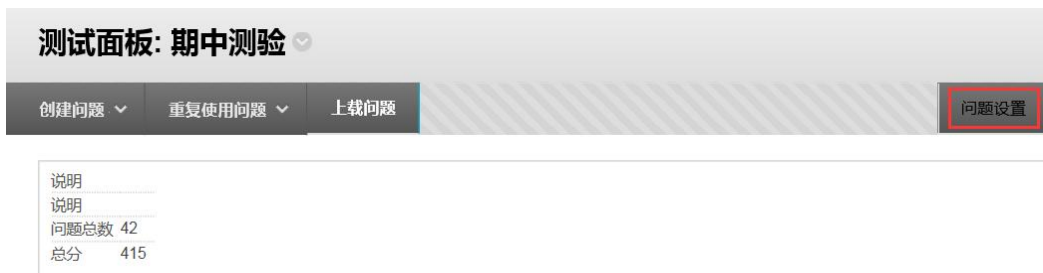 测试面板: 期中测验
创建问题 重复使用问题 上载问题 问题设置
说明
说明
问题总数 42
总分 415